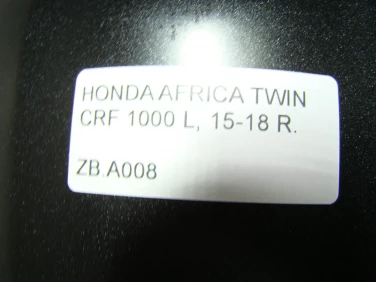 HONDA AFRICA TWIN
CRF 1000 L, 15-18 R.
ZB.A008